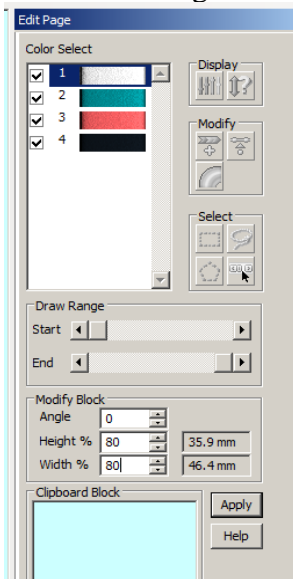 Edit Page
Color Select
1
2
3
4
Display
Modify
Select
Draw Range
Start
End
Modify Block
Angle 0
Height % 80 35.9 mm
Width % 80 46.4 mm
Clipboard Block
Apply
Help